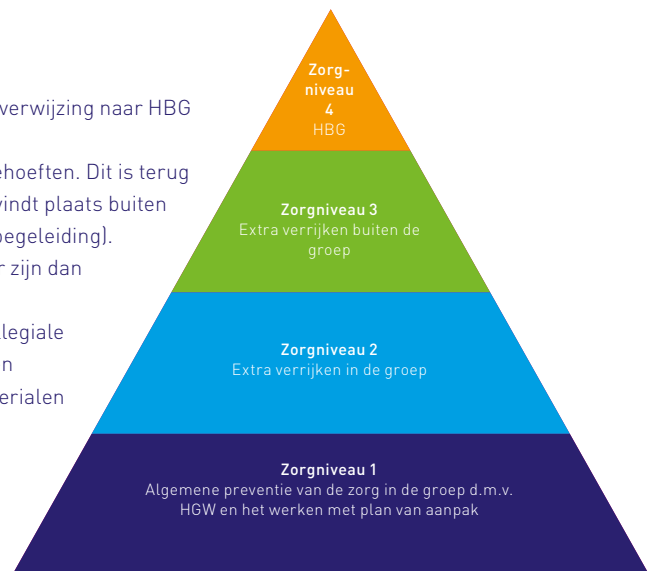 verwijzing naar HBG
ehoeften. Dit is terug
vindt plaats buiten
begeleiding).
r zijn dan
llegiale
n
erialen
Zorg-
niveau
4
HBG
Zorgniveau 3
Extra verrijken buiten de
groep
Zorgniveau 2
Extra verrijken in de groep
Zorgniveau 1
Algemene preventie van de zorg in de groep d.m.v.
HGW en het werken met plan van aanpak